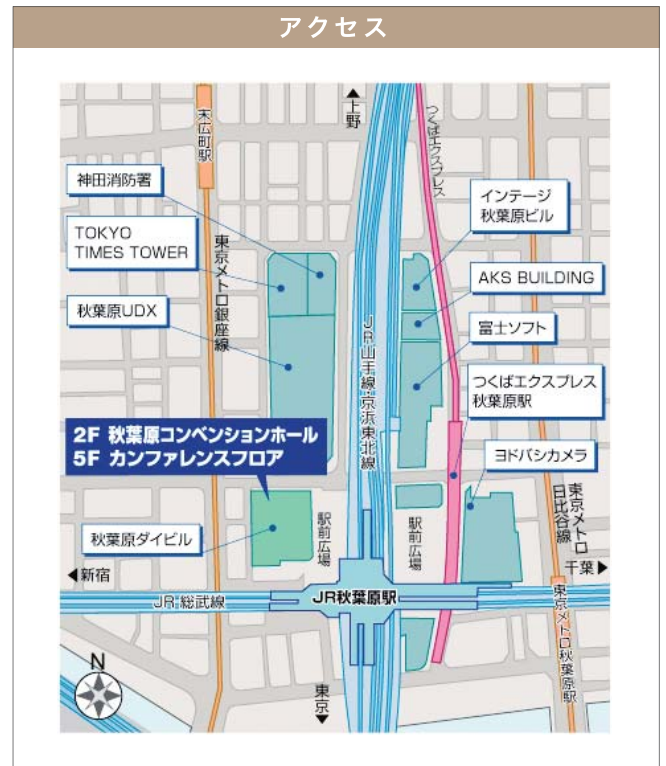 アクセス
▲上野
末広町駅
つくばエクスプレス
神田消防署
インテージ
秋葉原ビル
TOKYO
TIMES TOWER
東京メトロ銀座線
AKS BUILDING
秋葉原UDX
富士ソフト
JR山手線・京浜東北線
つくばエクスプレス
秋葉原駅
2F 秋葉原コンベンションホール
5F カンファレンスフロア
ヨドバシカメラ
東京メトロ
日比谷線
駅前広場
駅前広場
秋葉原ダイビル
◀新宿
千葉▶
JR 総武線
JR秋葉原駅
東京メトロ秋葉原駅
N
東京▼